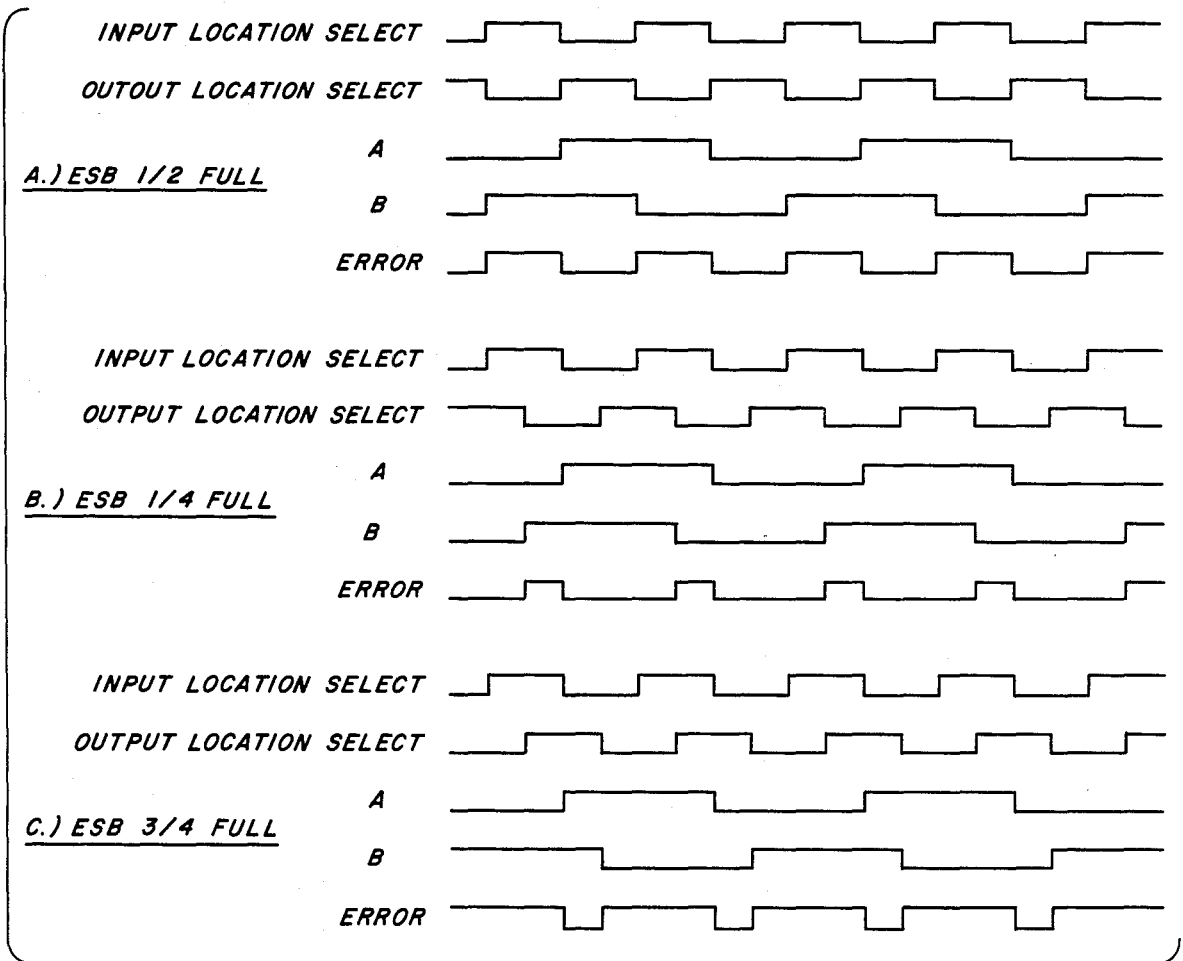 INPUT LOCATION SELECT
OUTOUT LOCATION SELECT
A
A.) ESB 1/2 FULL
B
ERROR
INPUT LOCATION SELECT
OUTPUT LOCATION SELECT
A
B.) ESB 1/4 FULL
B
ERROR
INPUT LOCATION SELECT
OUTPUT LOCATION SELECT
A
C.) ESB 3/4 FULL
B
ERROR